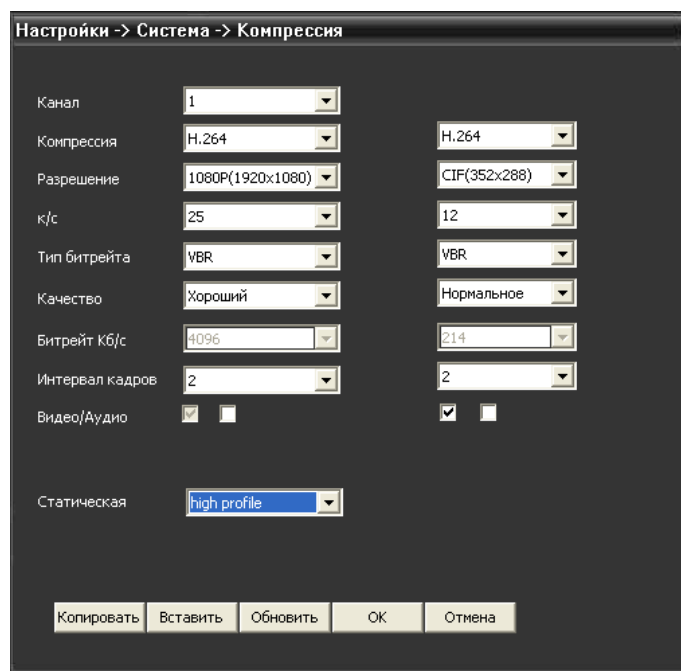 Настройки -> Система -> Компрессия
Канал 1
Компрессия H.264 H.264
Разрешение 1080P(1920x1080) CIF(352x288)
к/с 25 12
Тип битрейта VBR VBR
Качество Хороший Нормальное
Битрейт Кб/с 4096 214
Интервал кадров 2 2
Видео/Аудио
Статическая high profile
Копировать Вставить Обновить OK Отмена